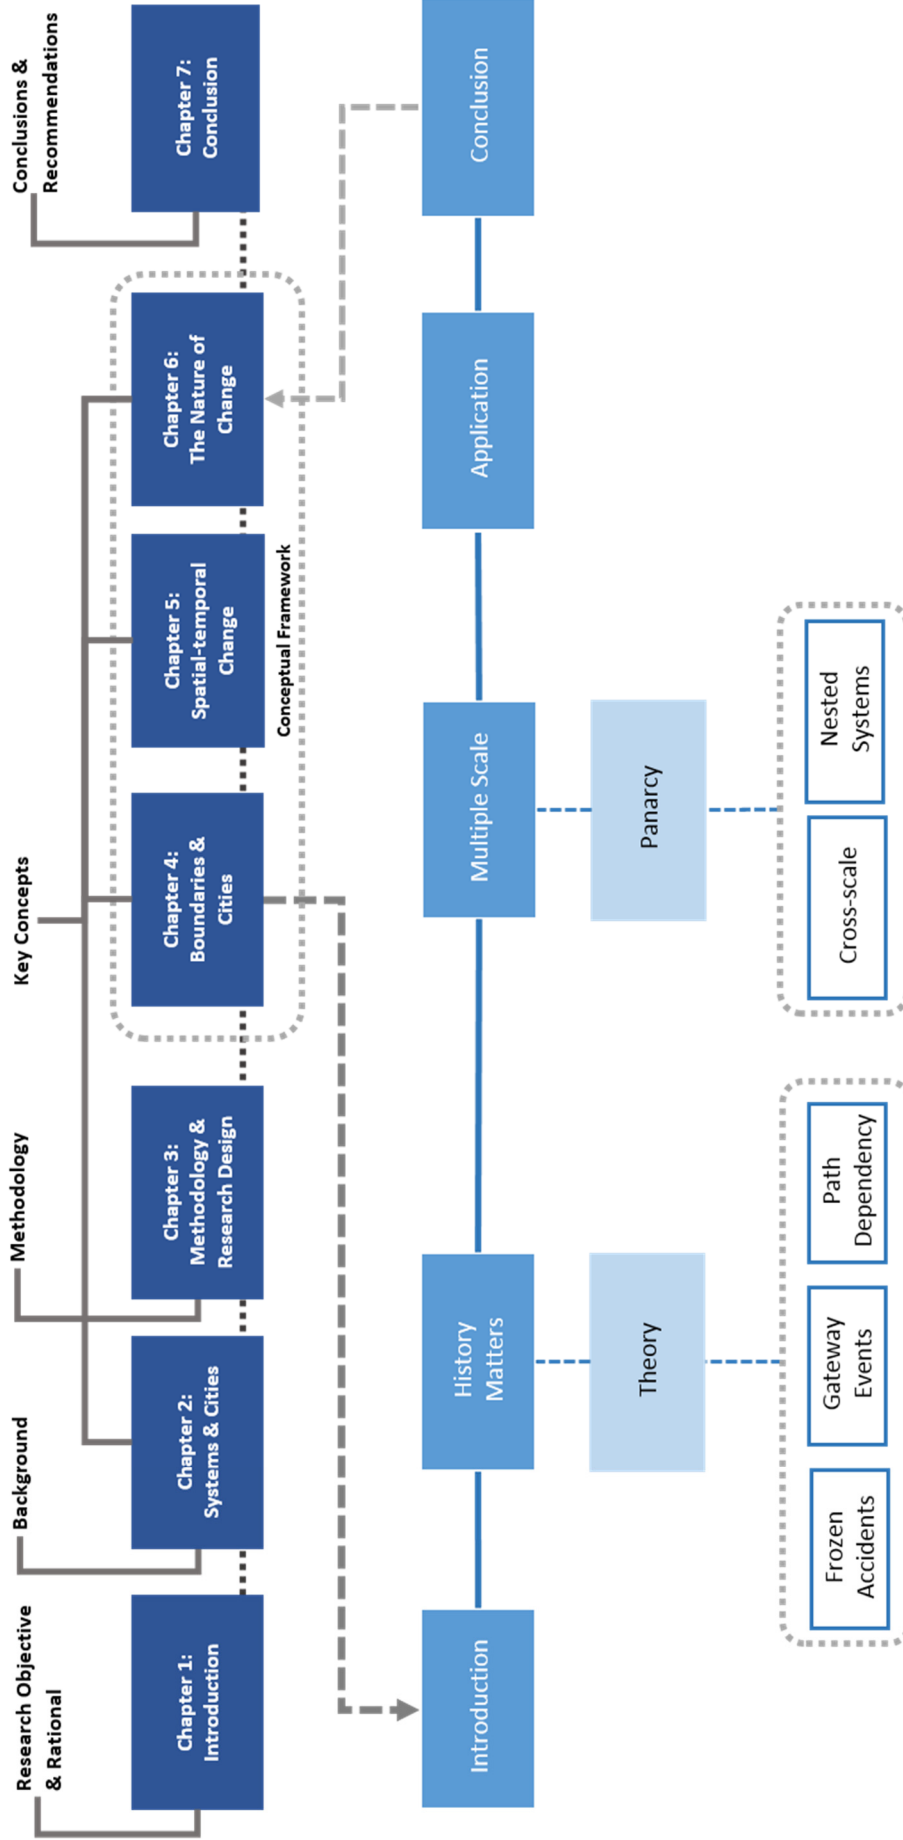 Research Objective
& Rational
Background
Methodology
Key Concepts
Conclusions &
Recommendations
Chapter 1:
Introduction
Chapter 2:
Systems & Cities
Chapter 3:
Methodology &
Research Design
Chapter 4:
Boundaries &
Cities
Chapter 5:
Spatial-temporal
Change
Chapter 6:
The Nature of
Change
Chapter 7:
Conclusion
Conceptual Framework
Introduction
History
Matters
Multiple Scale
Application
Conclusion
Theory
Panarcy
Frozen
Accidents
Gateway
Events
Path
Dependency
Cross-scale
Nested
Systems